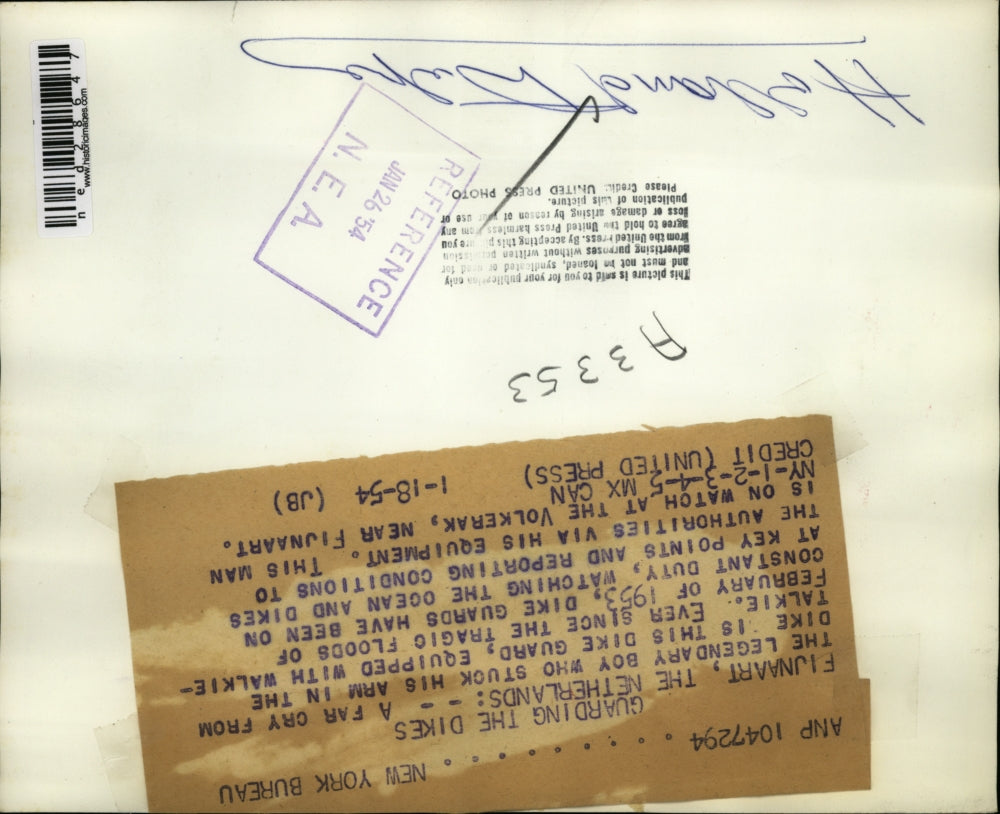 Holland Dikes
REFERENCE
JAN 26 '54
N. E. A.
This picture is sold to you for your publication only
and must not be loaned, syndicated or used for
advertising purposes without written permission
from the United Press. By accepting this picture you
agree to hold the United Press harmless from any
loss or damage arising by reason of your use or
publication of this picture.
Please Credit: UNITED PRESS PHOTO
A 3353
ANP 1047294 . . . . . . . . . . NEW YORK BUREAU
GUARDING THE DIKES
FIJNAART, THE NETHERLANDS: -- A FAR CRY FROM
THE LEGENDARY BOY WHO STUCK HIS ARM IN THE
DIKE IS THIS DIKE GUARD, EQUIPPED WITH WALKIE-
TALKIE. EVER SINCE THE TRAGIC FLOODS OF
FEBRUARY OF 1953, DIKE GUARDS HAVE BEEN ON
CONSTANT DUTY, WATCHING THE OCEAN AND DIKES
AT KEY POINTS AND REPORTING CONDITIONS TO
THE AUTHORITIES VIA HIS EQUIPMENT. THIS MAN
IS ON WATCH AT THE VOLKERAK, NEAR FIJNAART.
NY-1-2-3-4-5 MX CAN
CREDIT (UNITED PRESS) 1-18-54 (JB)
ned28647
www.historicimages.com